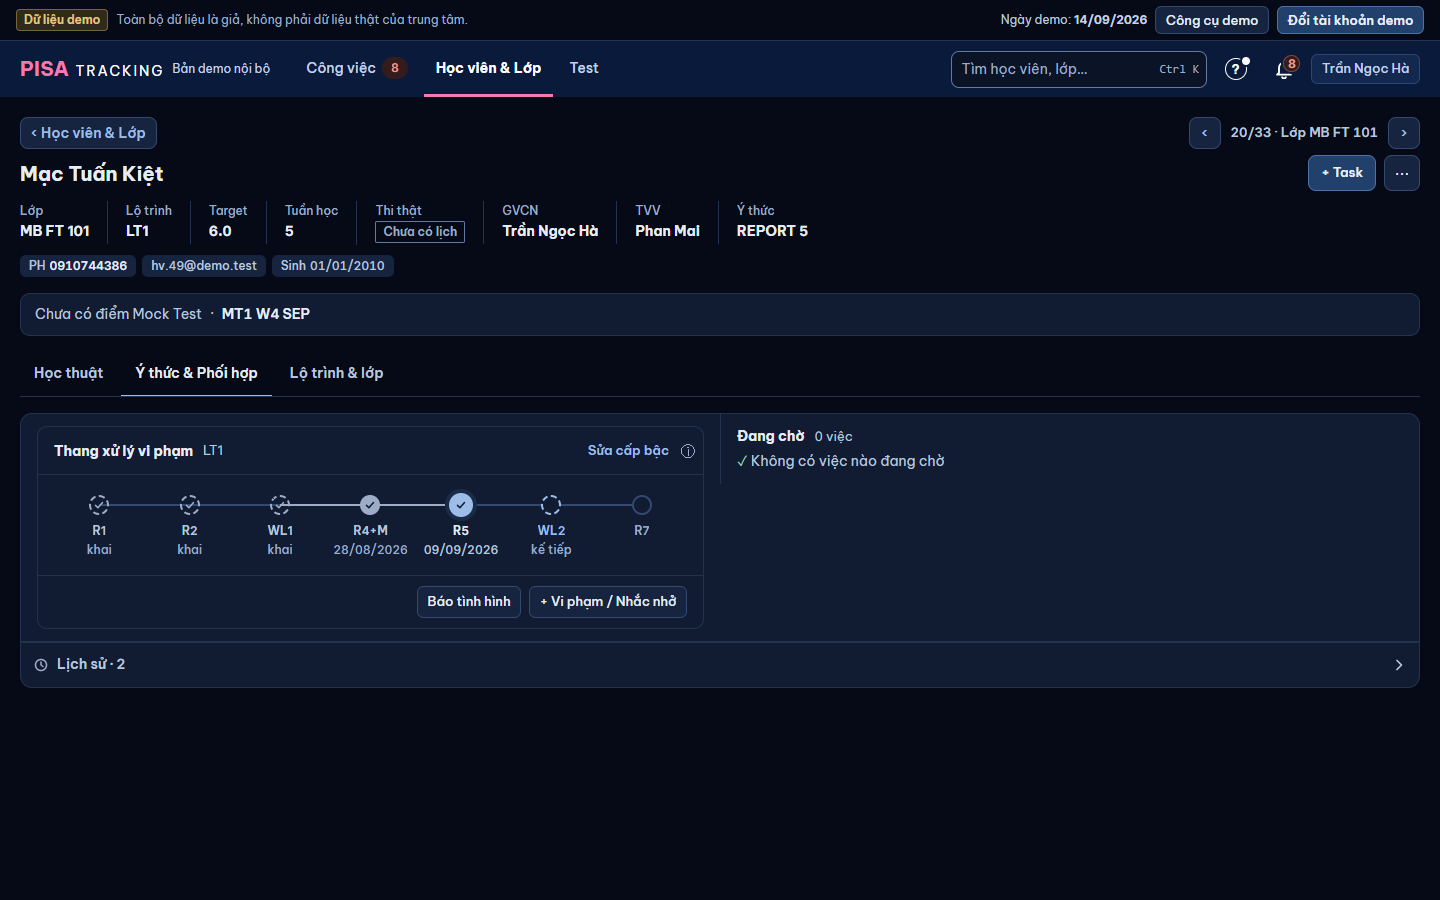 Dữ liệu demo Toàn bộ dữ liệu là giả, không phải dữ liệu thật của trung tâm. Ngày demo: 14/09/2026 Công cụ demo Đổi tài khoản demo
PISA TRACKING Bản demo nội bộ Công việc 8 Học viên & Lớp Test Tìm học viên, lớp... Ctrl K ? 8 Trần Ngọc Hà
‹ Học viên & Lớp ‹ 20/33 · Lớp MB FT 101 ›
Mạc Tuấn Kiệt + Task ...
Lớp Lộ trình Target Tuần học Thi thật GVCN TVV Ý thức
MB FT 101 LT1 6.0 5 Chưa có lịch Trần Ngọc Hà Phan Mai REPORT 5
PH 0910744386 hv.49@demo.test Sinh 01/01/2010
Chưa có điểm Mock Test · MT1 W4 SEP
Học thuật Ý thức & Phối hợp Lộ trình & lớp
Thang xử lý vi phạm LT1 Sửa cấp bậc
R1 R2 WL1 R4+M R5 WL2 R7
khai khai khai 28/08/2026 09/09/2026 kế tiếp
Báo tình hình + Vi phạm / Nhắc nhở
Đang chờ 0 việc
✓ Không có việc nào đang chờ
Lịch sử · 2